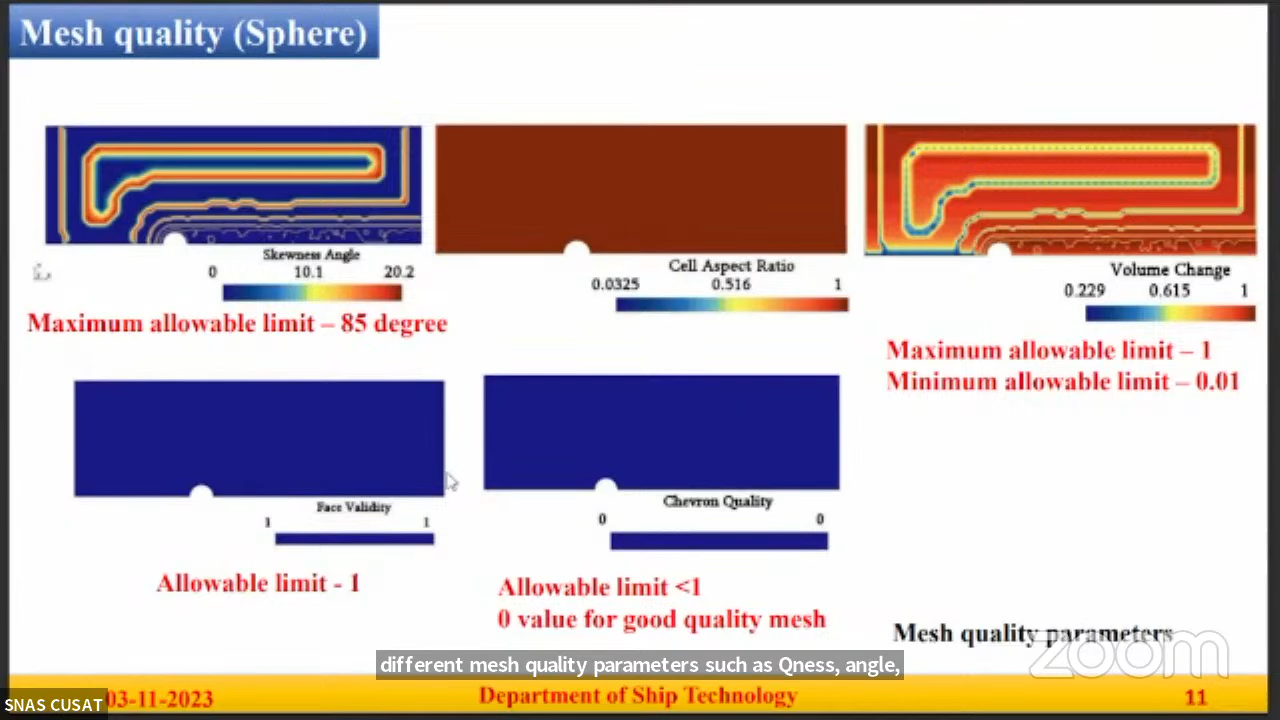 Mesh quality (Sphere)
Skewness Angle
0 10.1 20.2
Maximum allowable limit – 85 degree
Cell Aspect Ratio
0.0325 0.516 1
Volume Change
0.229 0.615 1
Maximum allowable limit – 1
Minimum allowable limit – 0.01
Face Validity
1 1
Allowable limit - 1
Chevron Quality
0 0
Allowable limit <1
0 value for good quality mesh
Mesh quality parameters
zoom
different mesh quality parameters such as Qness, angle,
SNAS CUSAT
03-11-2023
Department of Ship Technology
11